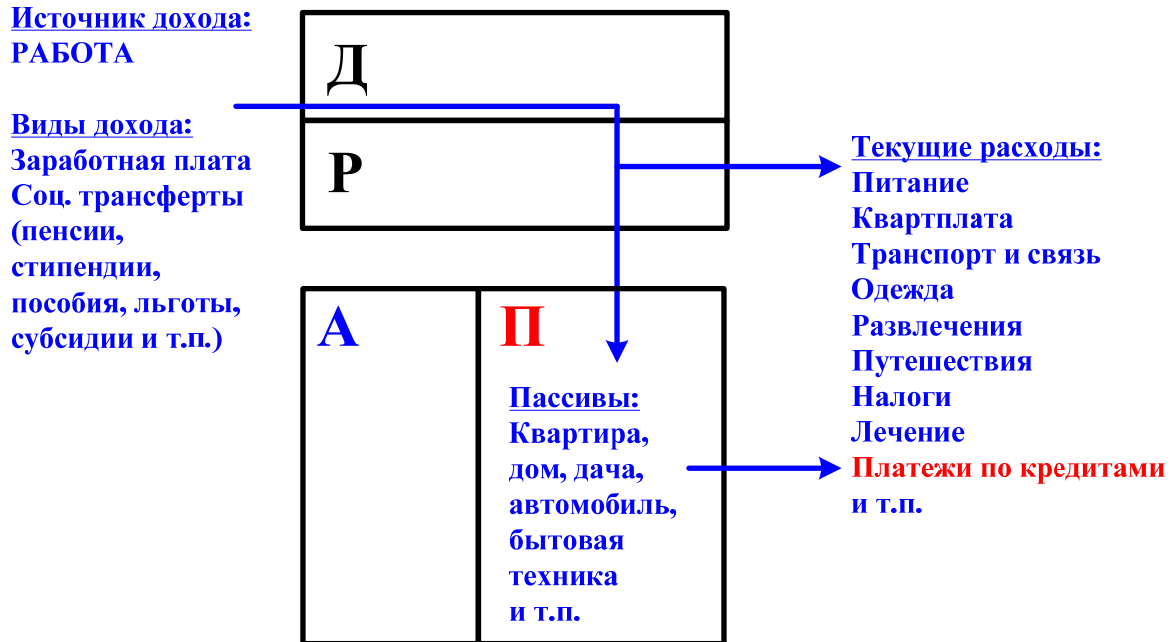 Источник дохода:
РАБОТА
Виды дохода:
Заработная плата
Соц. трансферты
(пенсии,
стипендии,
пособия, льготы,
субсидии и т.п.)
Д
Р
А
П
Пассивы:
Квартира,
дом, дача,
автомобиль,
бытовая
техника
и т.п.
Текущие расходы:
Питание
Квартплата
Транспорт и связь
Одежда
Развлечения
Путешествия
Налоги
Лечение
Платежи по кредитами
и т.п.